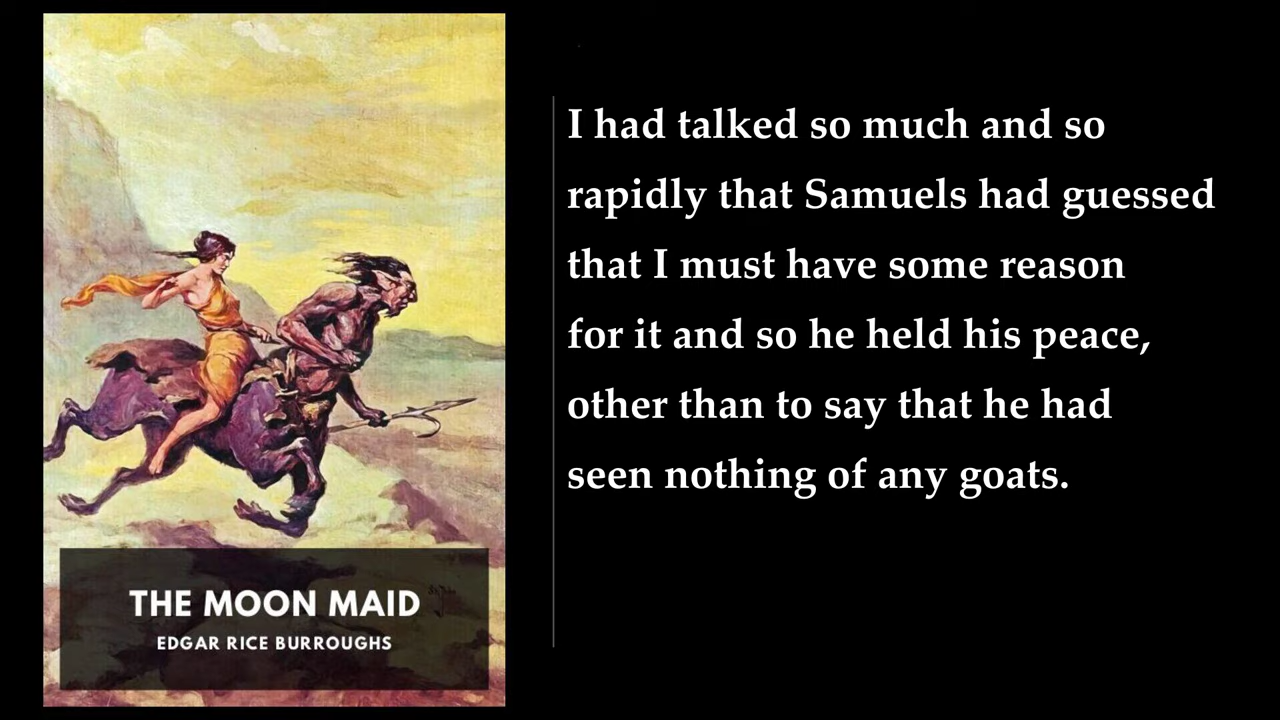 I had talked so much and so
rapidly that Samuels had guessed
that I must have some reason
for it and so he held his peace,
other than to say that he had
seen nothing of any goats.
THE MOON MAID
EDGAR RICE BURROUGHS